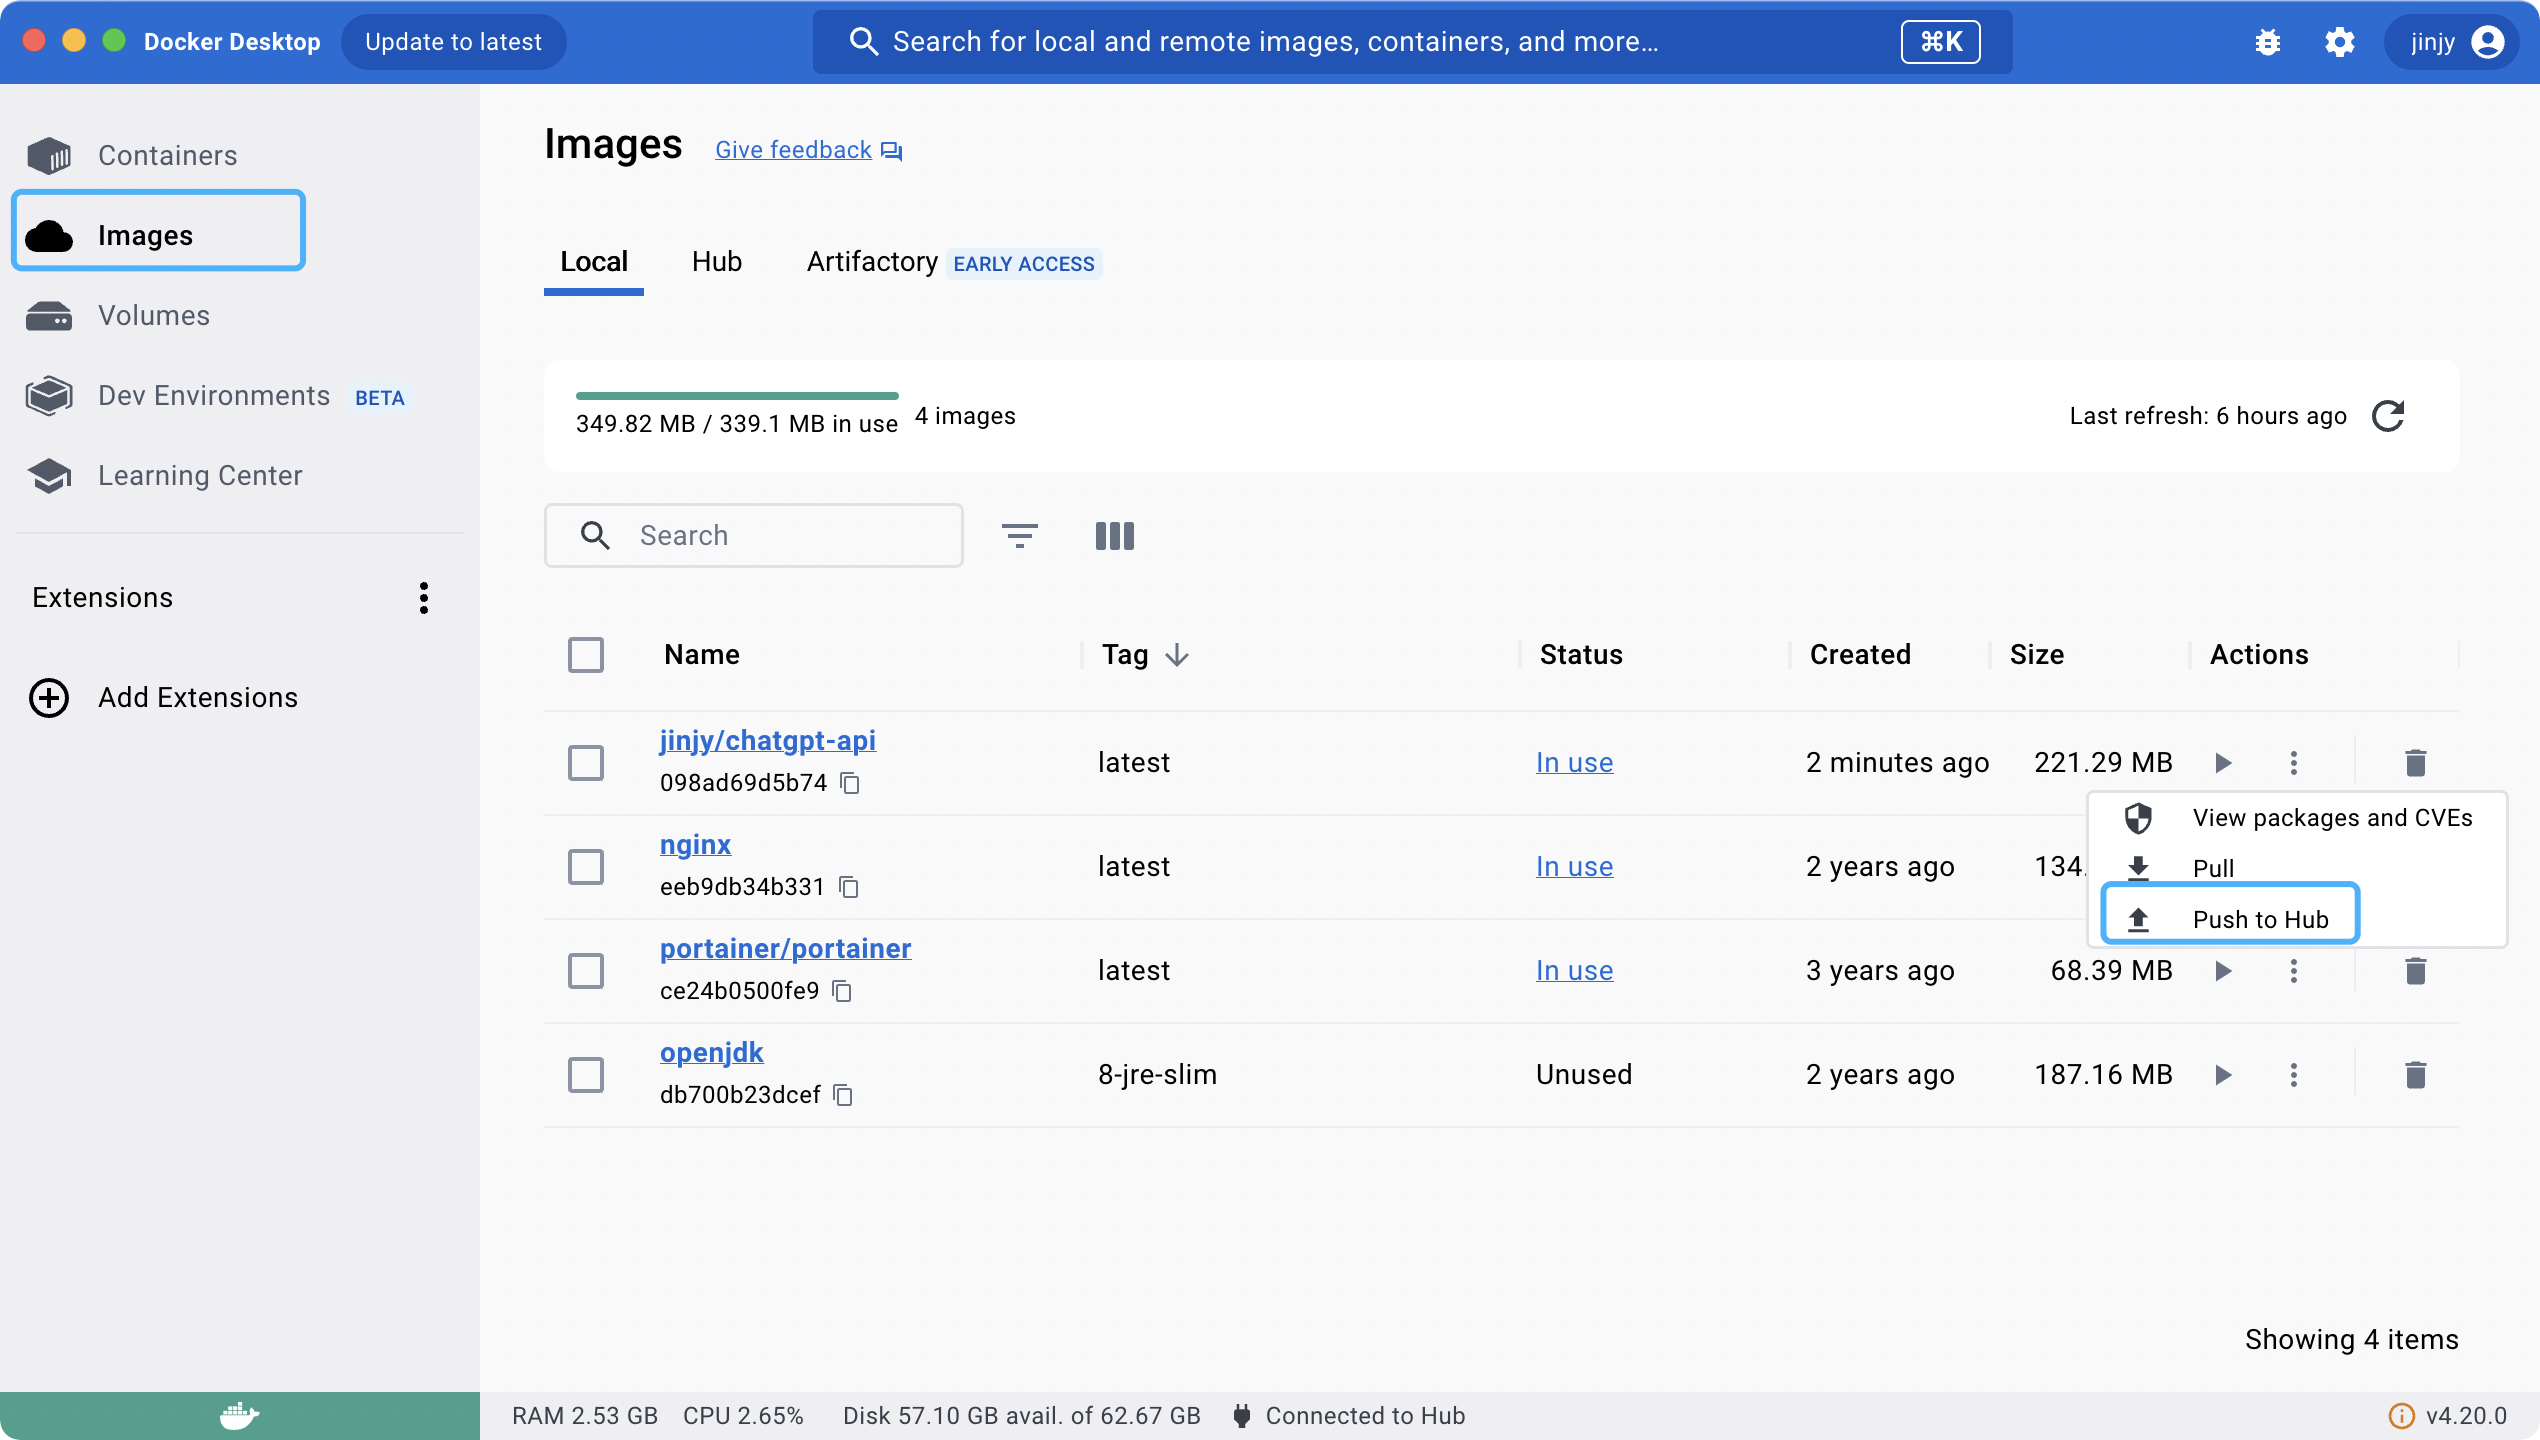 Docker Desktop
Update to latest
Search for local and remote images, containers, and more...
⌘K
jinjy
Containers
Images
Volumes
Dev Environments BETA
Learning Center
Extensions
Add Extensions
Images
Give feedback
Local
Hub
Artifactory EARLY ACCESS
349.82 MB / 339.1 MB in use
4 images
Last refresh: 6 hours ago
Search
Name Tag Status Created Size Actions
jinjy/chatgpt-api
098ad69d5b74
latest In use 2 minutes ago 221.29 MB
nginx
eeb9db34b331
latest In use 2 years ago 134.
View packages and CVEs
Pull
Push to Hub
portainer/portainer
ce24b0500fe9
latest In use 3 years ago 68.39 MB
openjdk
db700b23dcef
8-jre-slim Unused 2 years ago 187.16 MB
Showing 4 items
RAM 2.53 GB CPU 2.65% Disk 57.10 GB avail. of 62.67 GB Connected to Hub
v4.20.0